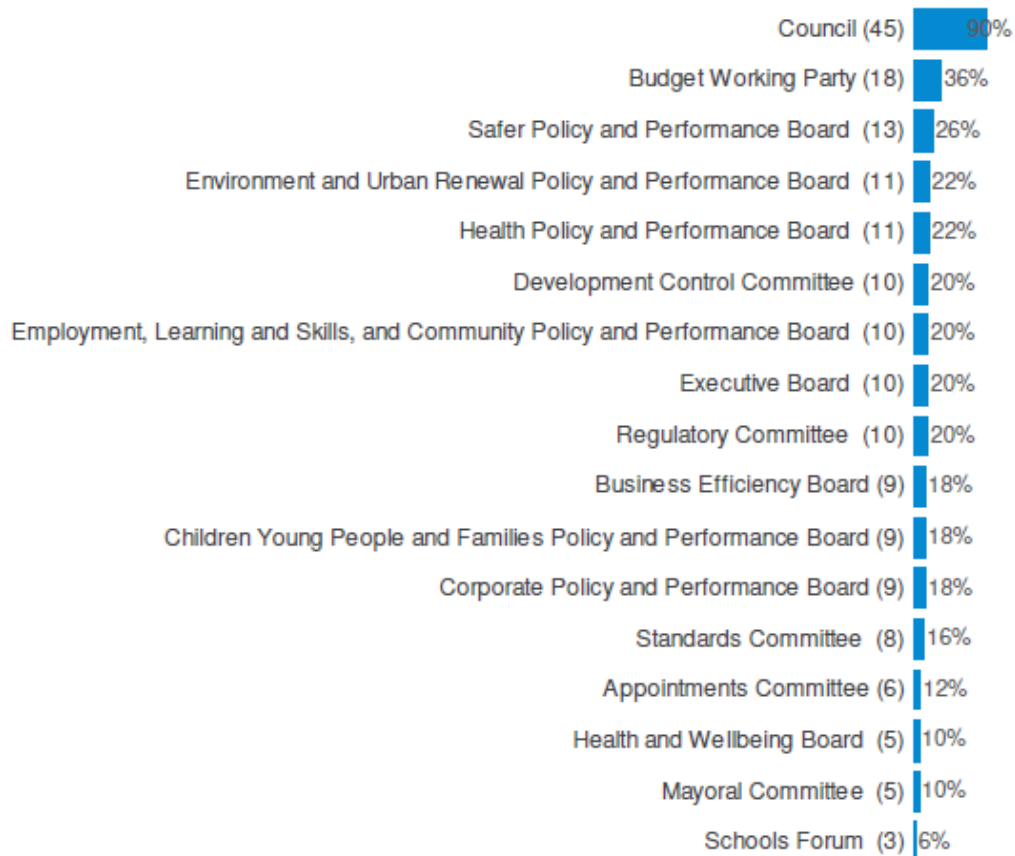 Council (45) 90%
Budget Working Party (18) 36%
Safer Policy and Performance Board (13) 26%
Environment and Urban Renewal Policy and Performance Board (11) 22%
Health Policy and Performance Board (11) 22%
Development Control Committee (10) 20%
Employment, Learning and Skills, and Community Policy and Performance Board (10) 20%
Executive Board (10) 20%
Regulatory Committee (10) 20%
Business Efficiency Board (9) 18%
Children Young People and Families Policy and Performance Board (9) 18%
Corporate Policy and Performance Board (9) 18%
Standards Committee (8) 16%
Appointments Committee (6) 12%
Health and Wellbeing Board (5) 10%
Mayoral Committee (5) 10%
Schools Forum (3) 6%